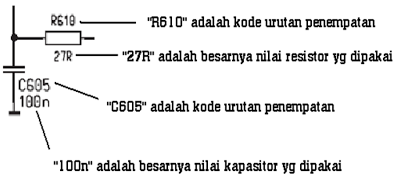 R610
"R610" adalah kode urutan penempatan
27R
"27R" adalah besarnya nilai resistor yg dipakai
C605
100n
"C605" adalah kode urutan penempatan
"100n" adalah besarnya nilai kapasitor yg dipakai